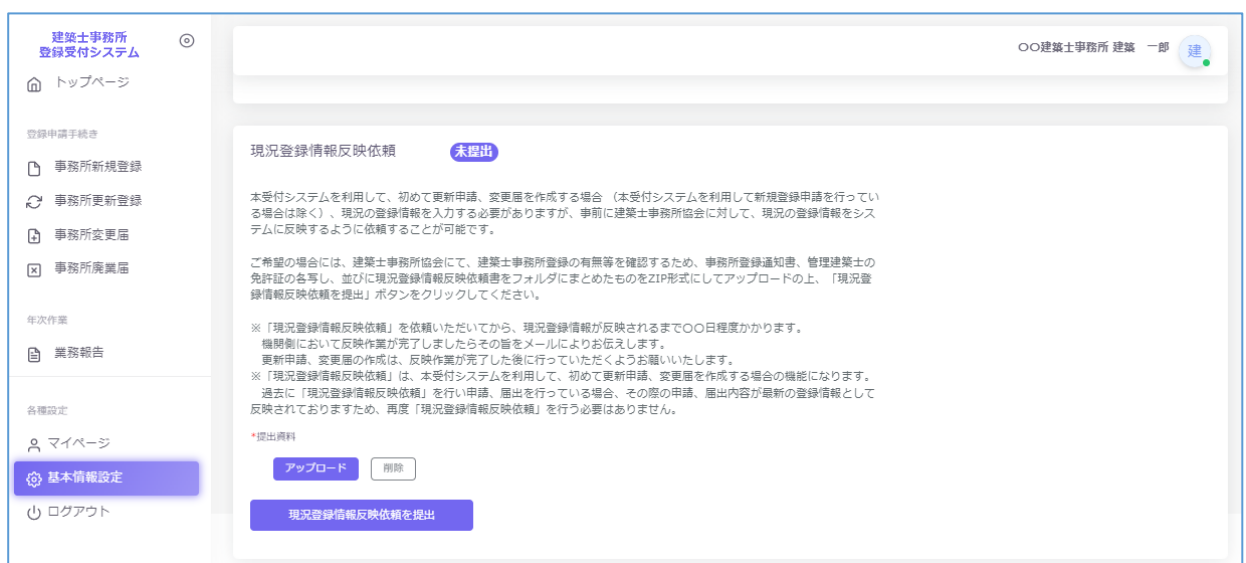 建築士事務所
登録受付システム
トップページ
登録申請手続き
事務所新規登録
事務所更新登録
事務所変更届
事務所廃業届
年次作業
業務報告
各種設定
マイページ
基本情報設定
ログアウト
〇〇建築士事務所 建築　一郎
建
現況登録情報反映依頼
未提出
本受付システムを利用して、初めて更新申請、変更届を作成する場合 （本受付システムを利用して新規登録申請を行ってい
る場合は除く）、現況の登録情報を入力する必要がありますが、事前に建築士事務所協会に対して、現況の登録情報をシス
テムに反映するように依頼することが可能です。
ご希望の場合には、建築士事務所協会にて、建築士事務所登録の有無等を確認するため、事務所登録通知書、管理建築士の
免許証の各写し、並びに現況登録情報反映依頼書をフォルダにまとめたものをZIP形式にしてアップロードの上、「現況登
録情報反映依頼を提出」ボタンをクリックしてください。
※「現況登録情報反映依頼」を依頼いただいてから、現況登録情報が反映されるまで〇〇日程度かかります。
機関側において反映作業が完了しましたらその旨をメールによりお伝えします。
更新申請、変更届の作成は、反映作業が完了した後に行っていただくようお願いいたします。
※「現況登録情報反映依頼」は、本受付システムを利用して、初めて更新申請、変更届を作成する場合の機能になります。
過去に「現況登録情報反映依頼」を行い申請、届出を行っている場合、その際の申請、届出内容が最新の登録情報として
反映されておりますため、再度「現況登録情報反映依頼」を行う必要はありません。
*提出資料
アップロード
削除
現況登録情報反映依頼を提出